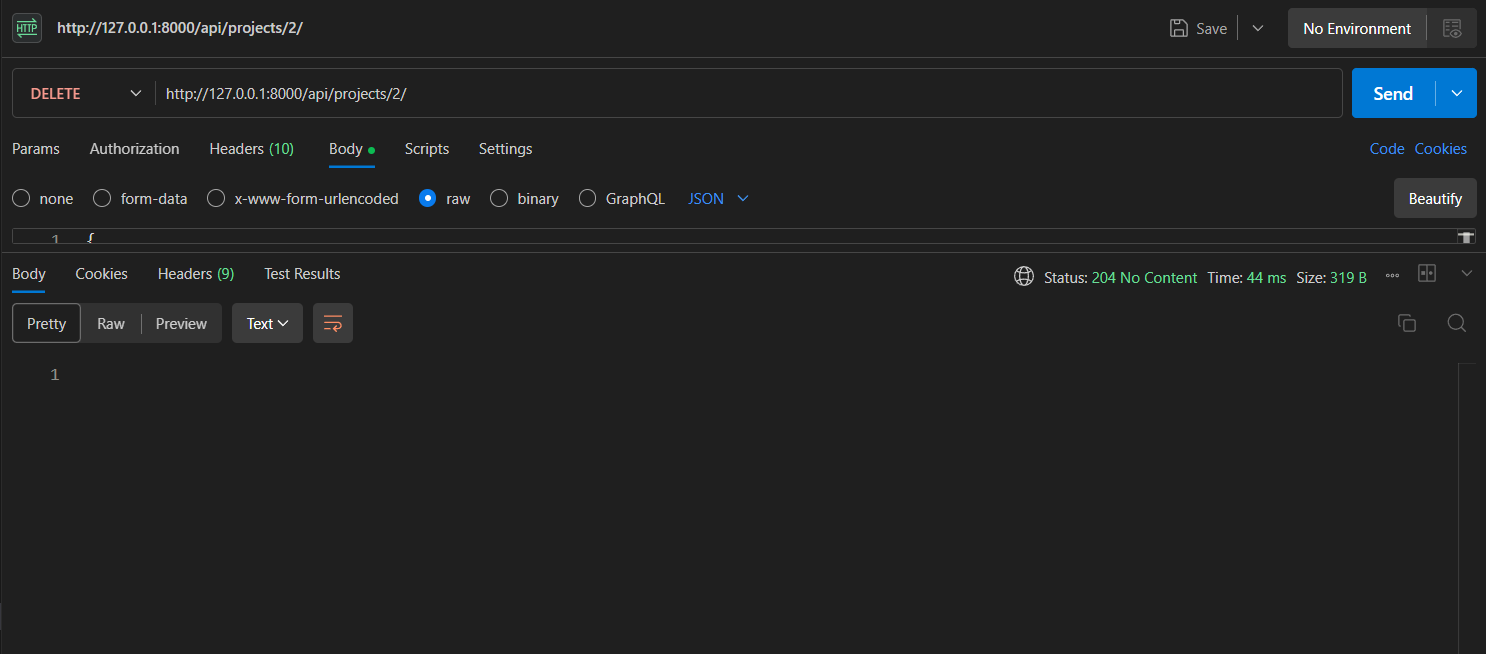 HTTP http://127.0.0.1:8000/api/projects/2/ Save No Environment
DELETE http://127.0.0.1:8000/api/projects/2/ Send
Params Authorization Headers (10) Body Scripts Settings Code Cookies
none form-data x-www-form-urlencoded raw binary GraphQL JSON Beautify
1 {
Body Cookies Headers (9) Test Results Status: 204 No Content Time: 44 ms Size: 319 B
Pretty Raw Preview Text
1